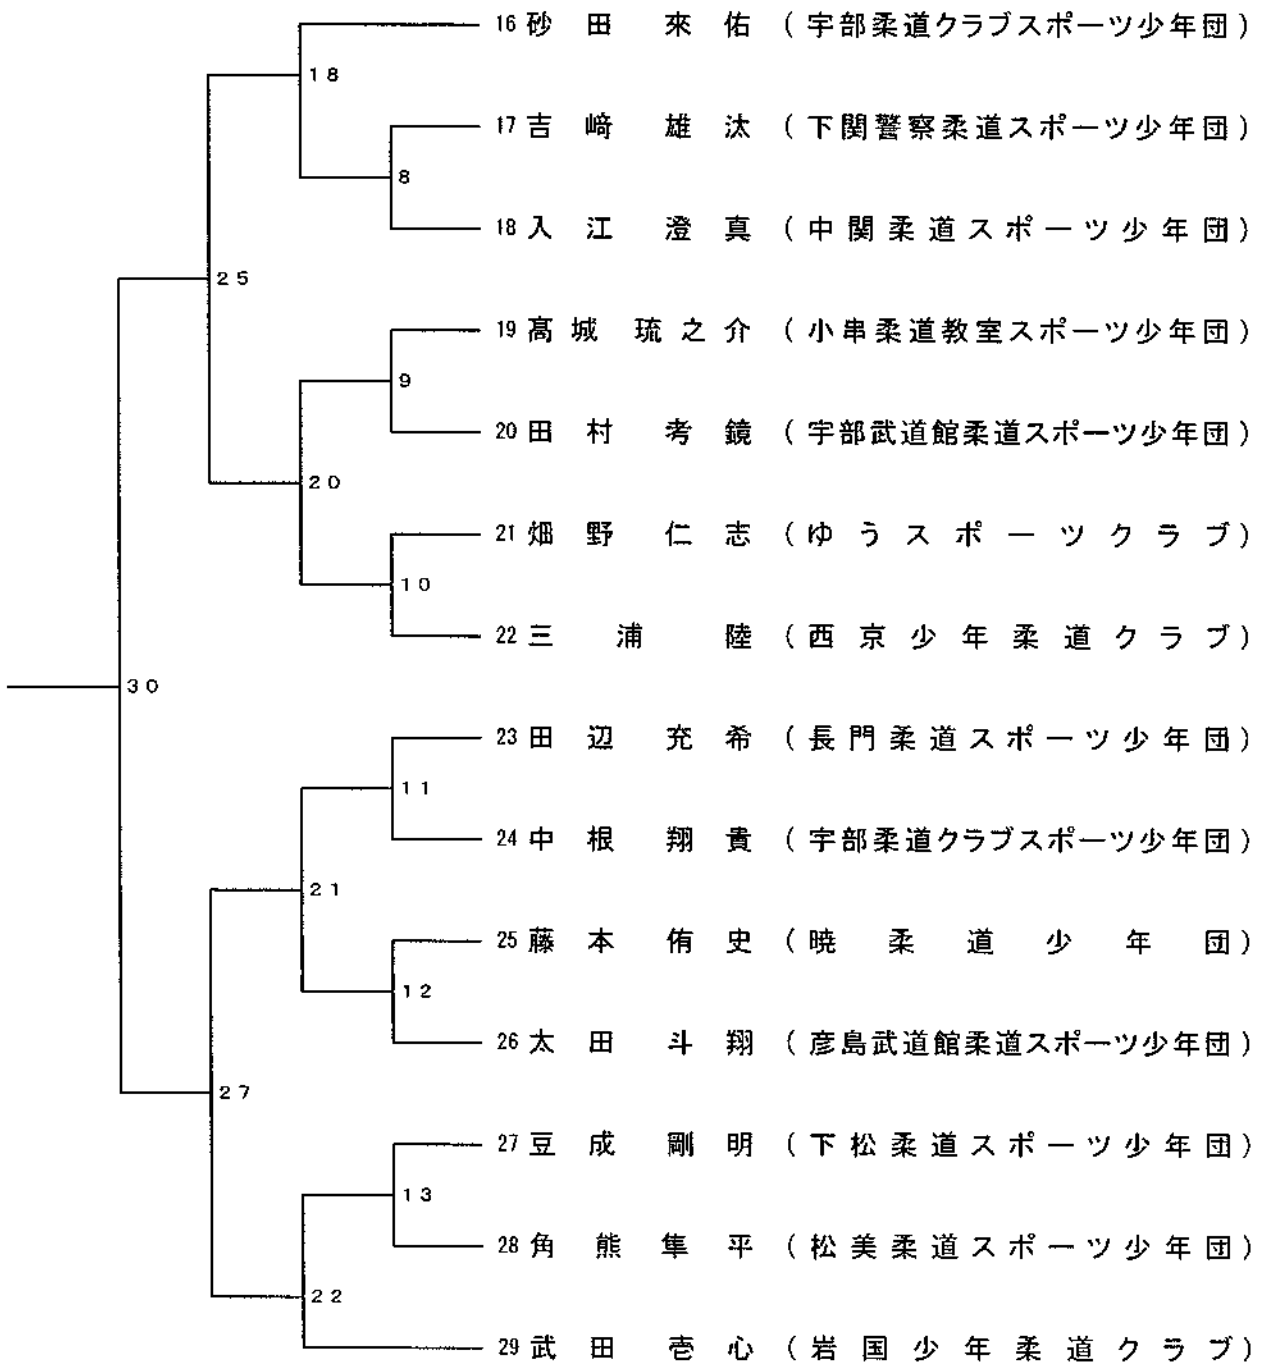 16 砂田 來佑 (宇部柔道クラブスポーツ少年団)
18
17 吉﨑 雄汰 (下関警察柔道スポーツ少年団)
8
18 入江 澄真 (中関柔道スポーツ少年団)
25
19 髙城 琉之介 (小串柔道教室スポーツ少年団)
9
20 田村 考鏡 (宇部武道館柔道スポーツ少年団)
20
21 畑野 仁志 (ゆうスポーツクラブ)
10
22 三浦 陸 (西京少年柔道クラブ)
30
23 田辺 充希 (長門柔道スポーツ少年団)
11
24 中根 翔貴 (宇部柔道クラブスポーツ少年団)
21
25 藤本 侑史 (暁柔道少年団)
12
26 太田 斗翔 (彦島武道館柔道スポーツ少年団)
27
27 豆成 剛明 (下松柔道スポーツ少年団)
13
28 角熊 隼平 (松美柔道スポーツ少年団)
22
29 武田 壱心 (岩国少年柔道クラブ)